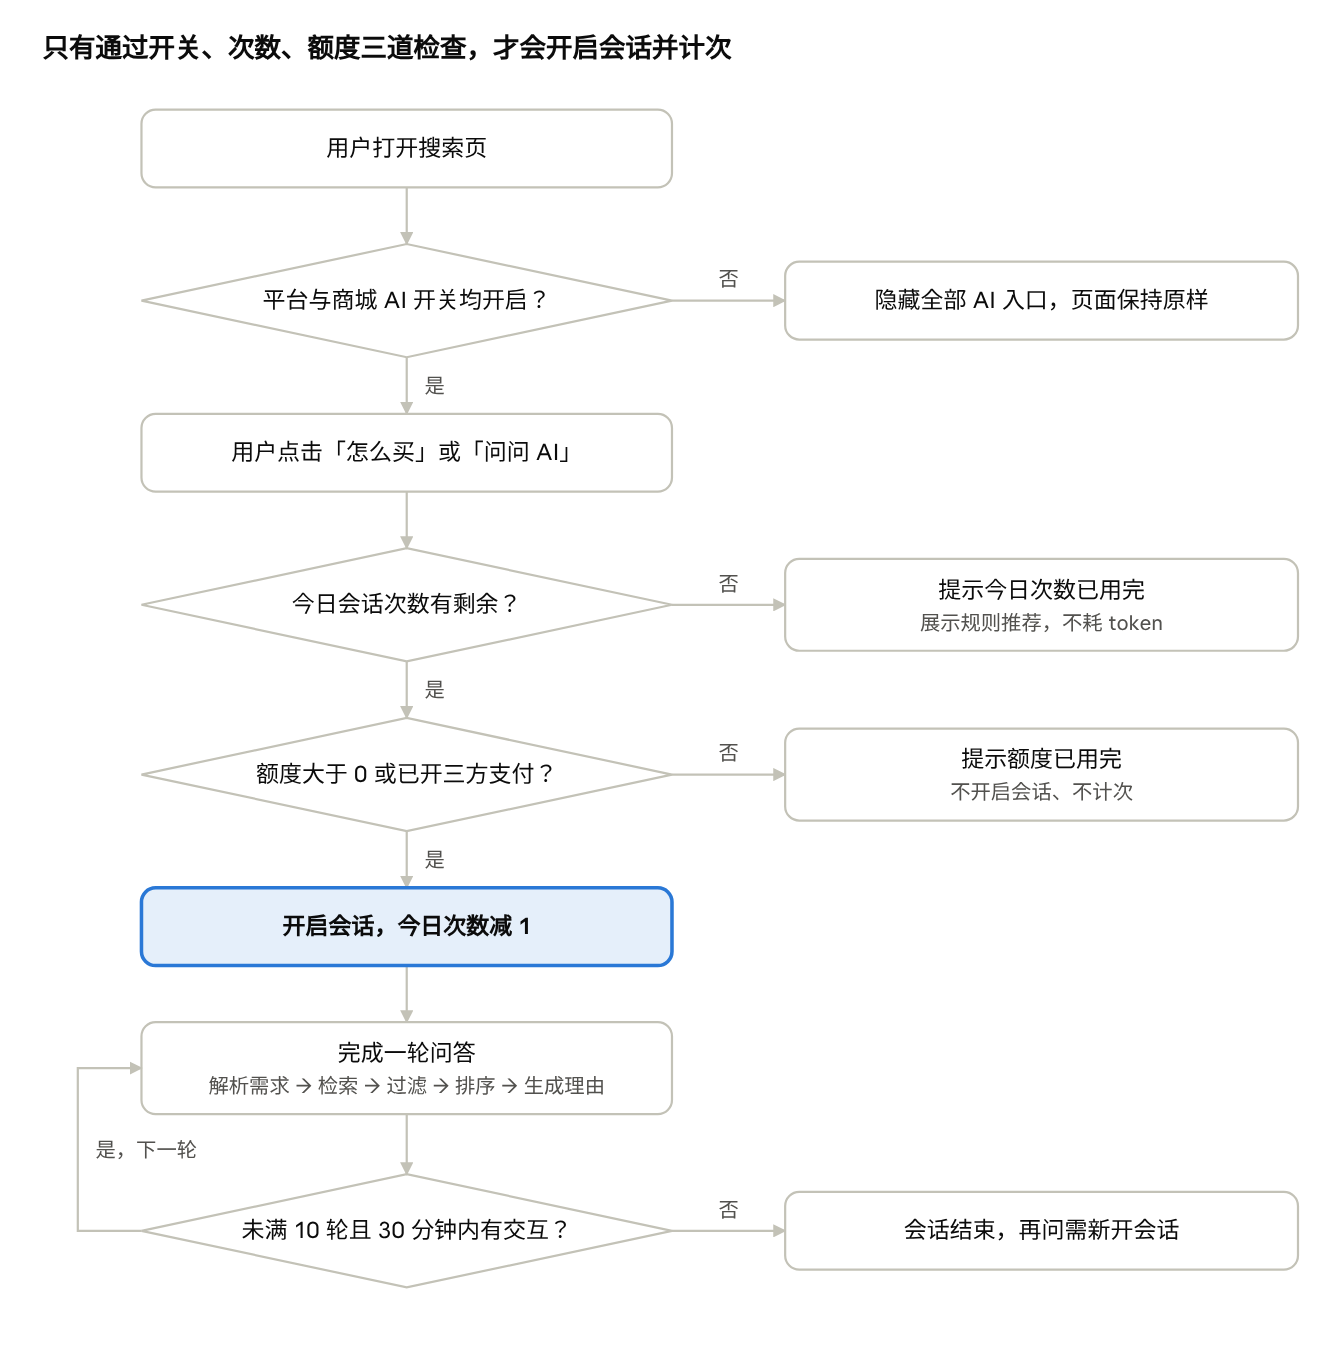 只有通过开关、次数、额度三道检查，才会开启会话并计次
用户打开搜索页
平台与商城 AI 开关均开启？
否
隐藏全部 AI 入口，页面保持原样
是
用户点击「怎么买」或「问问 AI」
今日会话次数有剩余？
否
提示今日次数已用完
展示规则推荐，不耗 token
是
额度大于 0 或已开三方支付？
否
提示额度已用完
不开启会话、不计次
是
开启会话，今日次数减 1
完成一轮问答
解析需求 → 检索 → 过滤 → 排序 → 生成理由
是，下一轮
未满 10 轮且 30 分钟内有交互？
否
会话结束，再问需新开会话